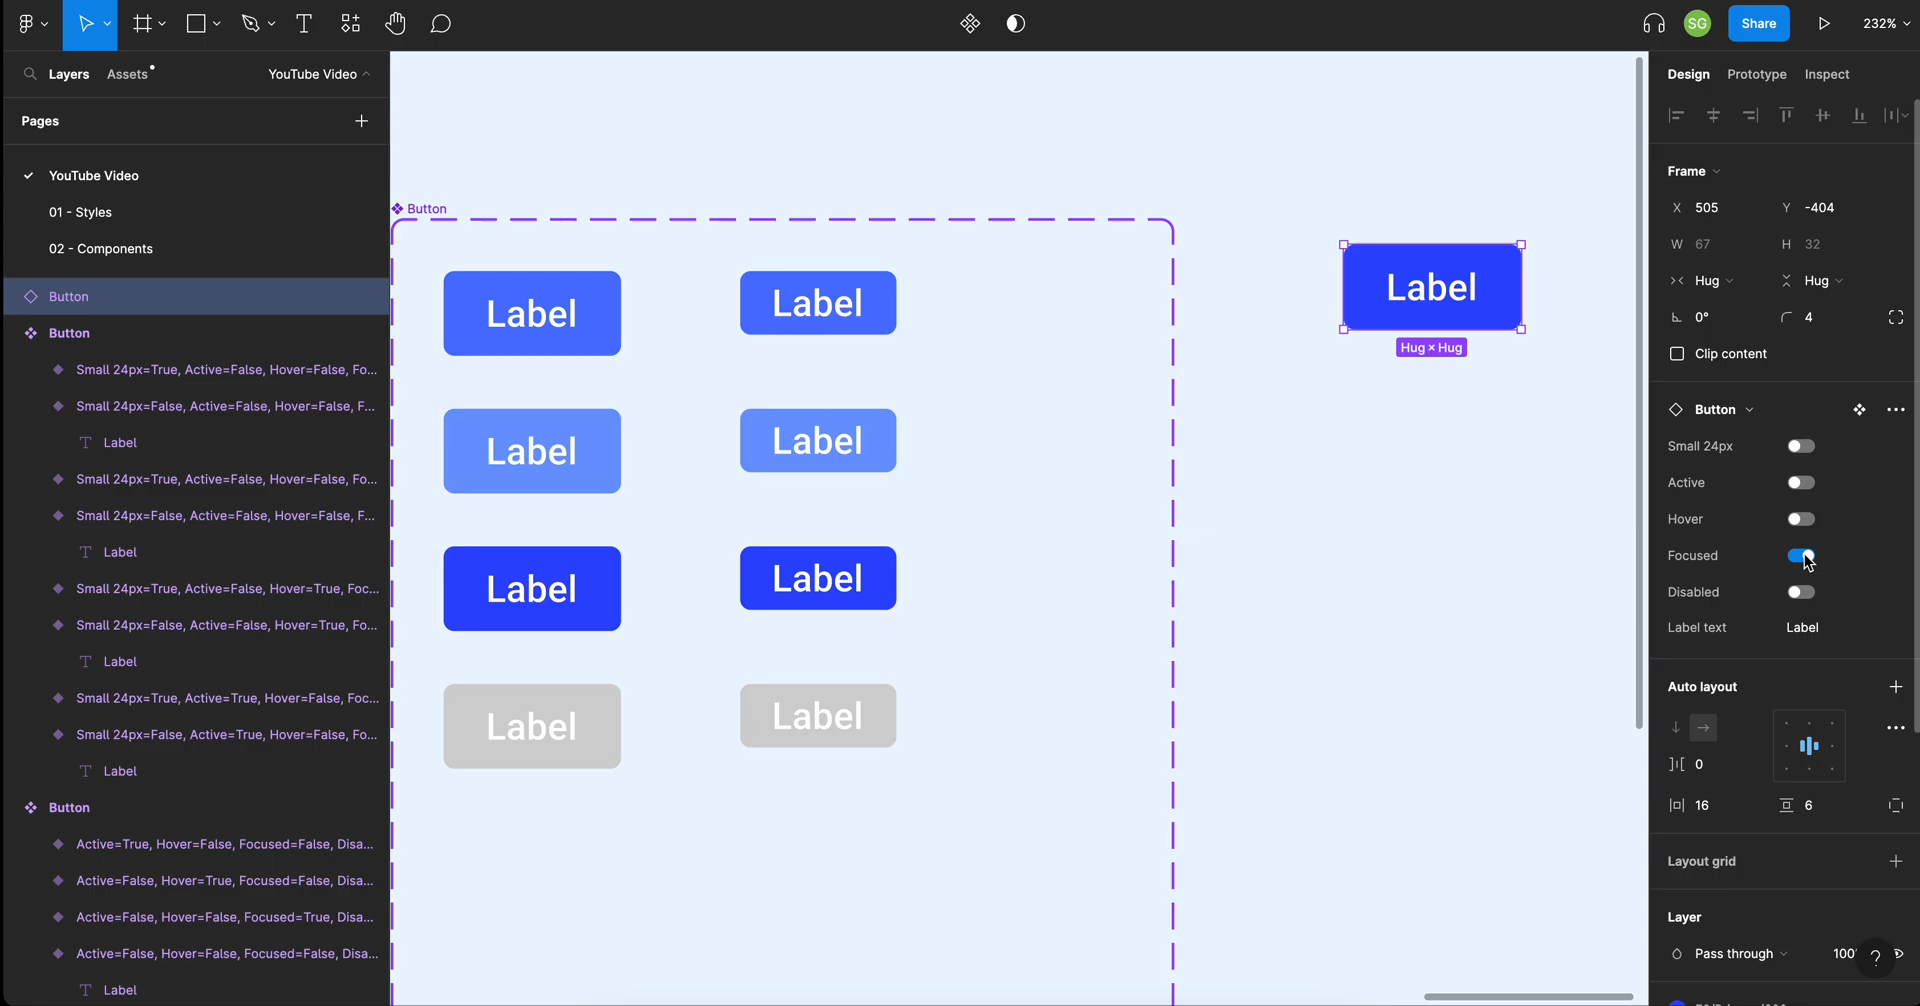 Share
232%
Layers
Assets
YouTube Video
Pages
YouTube Video
01 - Styles
02 - Components
Button
Button
Small 24px=True, Active=False, Hover=False, Fo...
Small 24px=False, Active=False, Hover=False, F...
Label
Small 24px=True, Active=False, Hover=False, Fo...
Small 24px=False, Active=False, Hover=False, F...
Label
Small 24px=True, Active=False, Hover=True, Foc...
Small 24px=False, Active=False, Hover=True, Fo...
Label
Small 24px=True, Active=True, Hover=False, Foc...
Small 24px=False, Active=True, Hover=False, Fo...
Label
Button
Active=True, Hover=False, Focused=False, Disa...
Active=False, Hover=True, Focused=False, Disa...
Active=False, Hover=False, Focused=True, Disa...
Active=False, Hover=False, Focused=False, Disa...
Label
Button
Label
Label
Label
Label
Label
Label
Label
Label
Label
Hug × Hug
SG
Design
Prototype
Inspect
Frame
X 505
Y -404
W 67
H 32
Hug
Hug
0°
4
Clip content
Button
Small 24px
Active
Hover
Focused
Disabled
Label text
Label
Auto layout
0
16
6
Layout grid
Layer
Pass through
100
?